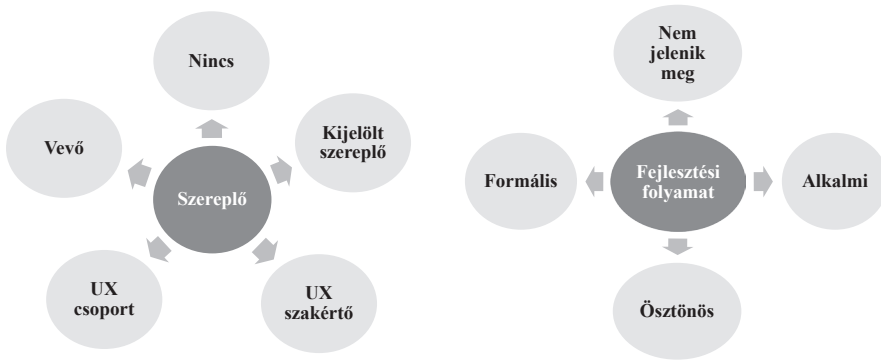 Nincs
Kijelölt
szereplő
UX
szakértő
UX
csoport
Vevő
Szereplő
Nem
jelenik
meg
Alkalmi
Ösztönös
Formális
Fejlesztési
folyamat